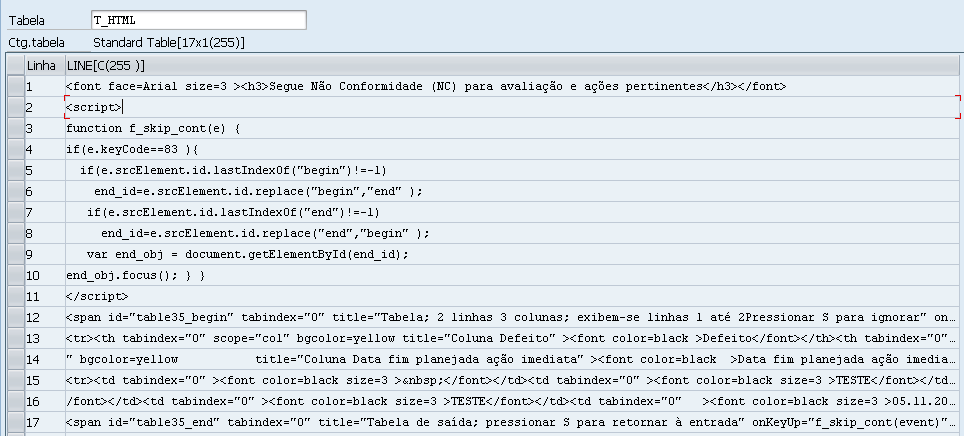 Tabela T_HTML
Ctg.tabela Standard Table[17x1(255)]
Linha LINE[C(255 )]
1 <font face=Arial size=3 ><h3>Segue Não Conformidade (NC) para avaliação e ações pertinentes</h3></font>
2 <script>
3 function f_skip_cont(e) {
4 if(e.keyCode==83 ){
5 if(e.srcElement.id.lastIndexOf("begin")!=-1)
6 end_id=e.srcElement.id.replace("begin","end" );
7 if(e.srcElement.id.lastIndexOf("end")!=-1)
8 end_id=e.srcElement.id.replace("end","begin" );
9 var end_obj = document.getElementById(end_id);
10 end_obj.focus(); } }
11 </script>
12 <span id="table35_begin" tabindex="0" title="Tabela; 2 linhas 3 colunas; exibem-se linhas 1 até 2Pressionar S para ignorar" on…
13 <tr><th tabindex="0" scope="col" bgcolor=yellow title="Coluna Defeito" ><font color=black >Defeito</font></th><th tabindex="0"…
14 " bgcolor=yellow title="Coluna Data fim planejada ação imediata" ><font color=black >Data fim planejada ação imedia…
15 <tr><td tabindex="0" ><font color=black size=3 >&nbsp;</font></td><td tabindex="0" ><font color=black size=3 >TESTE</font></td…
16 /font></td><td tabindex="0" ><font color=black size=3 >TESTE</font></td><td tabindex="0" ><font color=black size=3 >05.11.20…
17 <span id="table35_end" tabindex="0" title="Tabela de saída; pressionar S para retornar à entrada" onKeyUp="f_skip_cont(event)"…